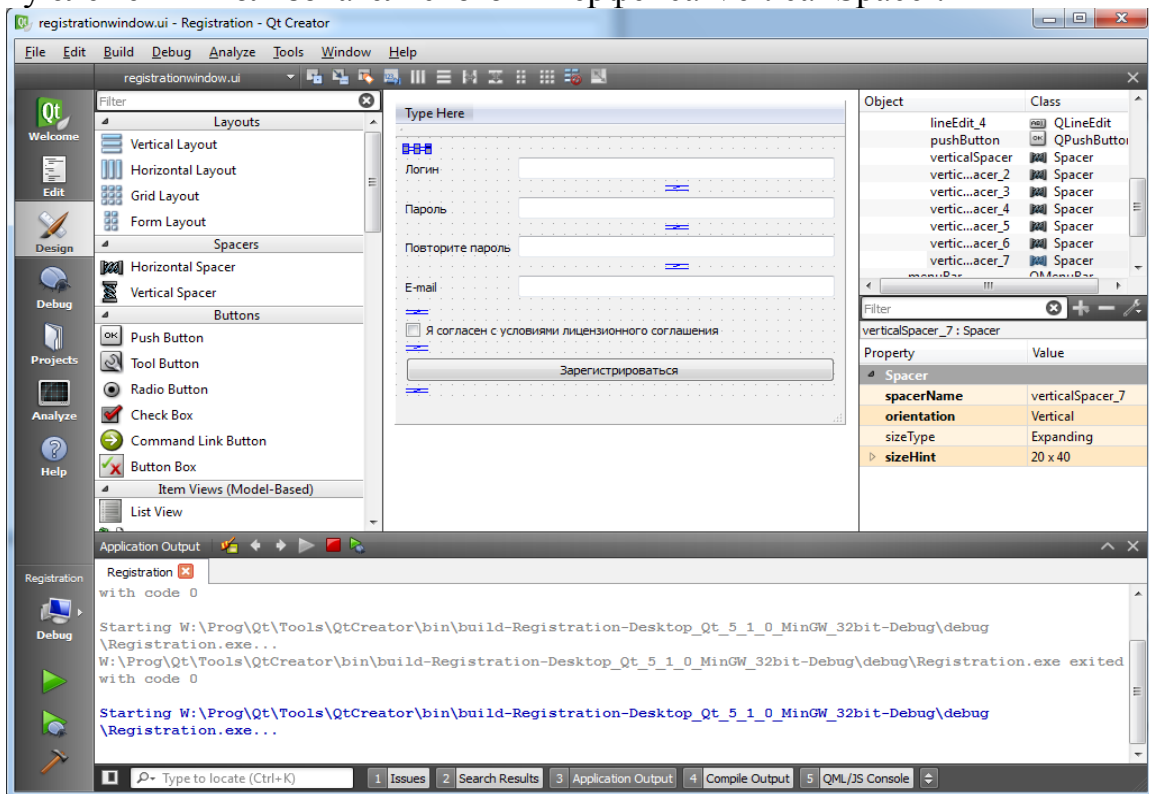 Vertical Spacer.
registrationwindow.ui - Registration - Qt Creator
File Edit Build Debug Analyze Tools Window Help
registrationwindow.ui
Qt
Welcome
Edit
Design
Debug
Projects
Analyze
Help
Registration
Debug
Filter
Layouts
Vertical Layout
Horizontal Layout
Grid Layout
Form Layout
Spacers
Horizontal Spacer
Vertical Spacer
Buttons
OK Push Button
Tool Button
Radio Button
Check Box
Command Link Button
Button Box
Item Views (Model-Based)
List View
Type Here
Логин
Пароль
Повторите пароль
E-mail
Я согласен с условиями лицензионного соглашения
Зарегистрироваться
Object Class
lineEdit_4 QLineEdit
pushButton QPushButton
verticalSpacer Spacer
vertic...acer_2 Spacer
vertic...acer_3 Spacer
vertic...acer_4 Spacer
vertic...acer_5 Spacer
vertic...acer_6 Spacer
vertic...acer_7 Spacer
menuBar QMenuBar
Filter
verticalSpacer_7 : Spacer
Property Value
Spacer
spacerName verticalSpacer_7
orientation Vertical
sizeType Expanding
sizeHint 20 x 40
Application Output
Registration
with code 0
Starting W:\Prog\Qt\Tools\QtCreator\bin\build-Registration-Desktop_Qt_5_1_0_MinGW_32bit-Debug\debug
\Registration.exe...
W:\Prog\Qt\Tools\QtCreator\bin\build-Registration-Desktop_Qt_5_1_0_MinGW_32bit-Debug\debug\Registration.exe exited
with code 0
Starting W:\Prog\Qt\Tools\QtCreator\bin\build-Registration-Desktop_Qt_5_1_0_MinGW_32bit-Debug\debug
\Registration.exe...
Type to locate (Ctrl+K) 1 Issues 2 Search Results 3 Application Output 4 Compile Output 5 QML/JS Console